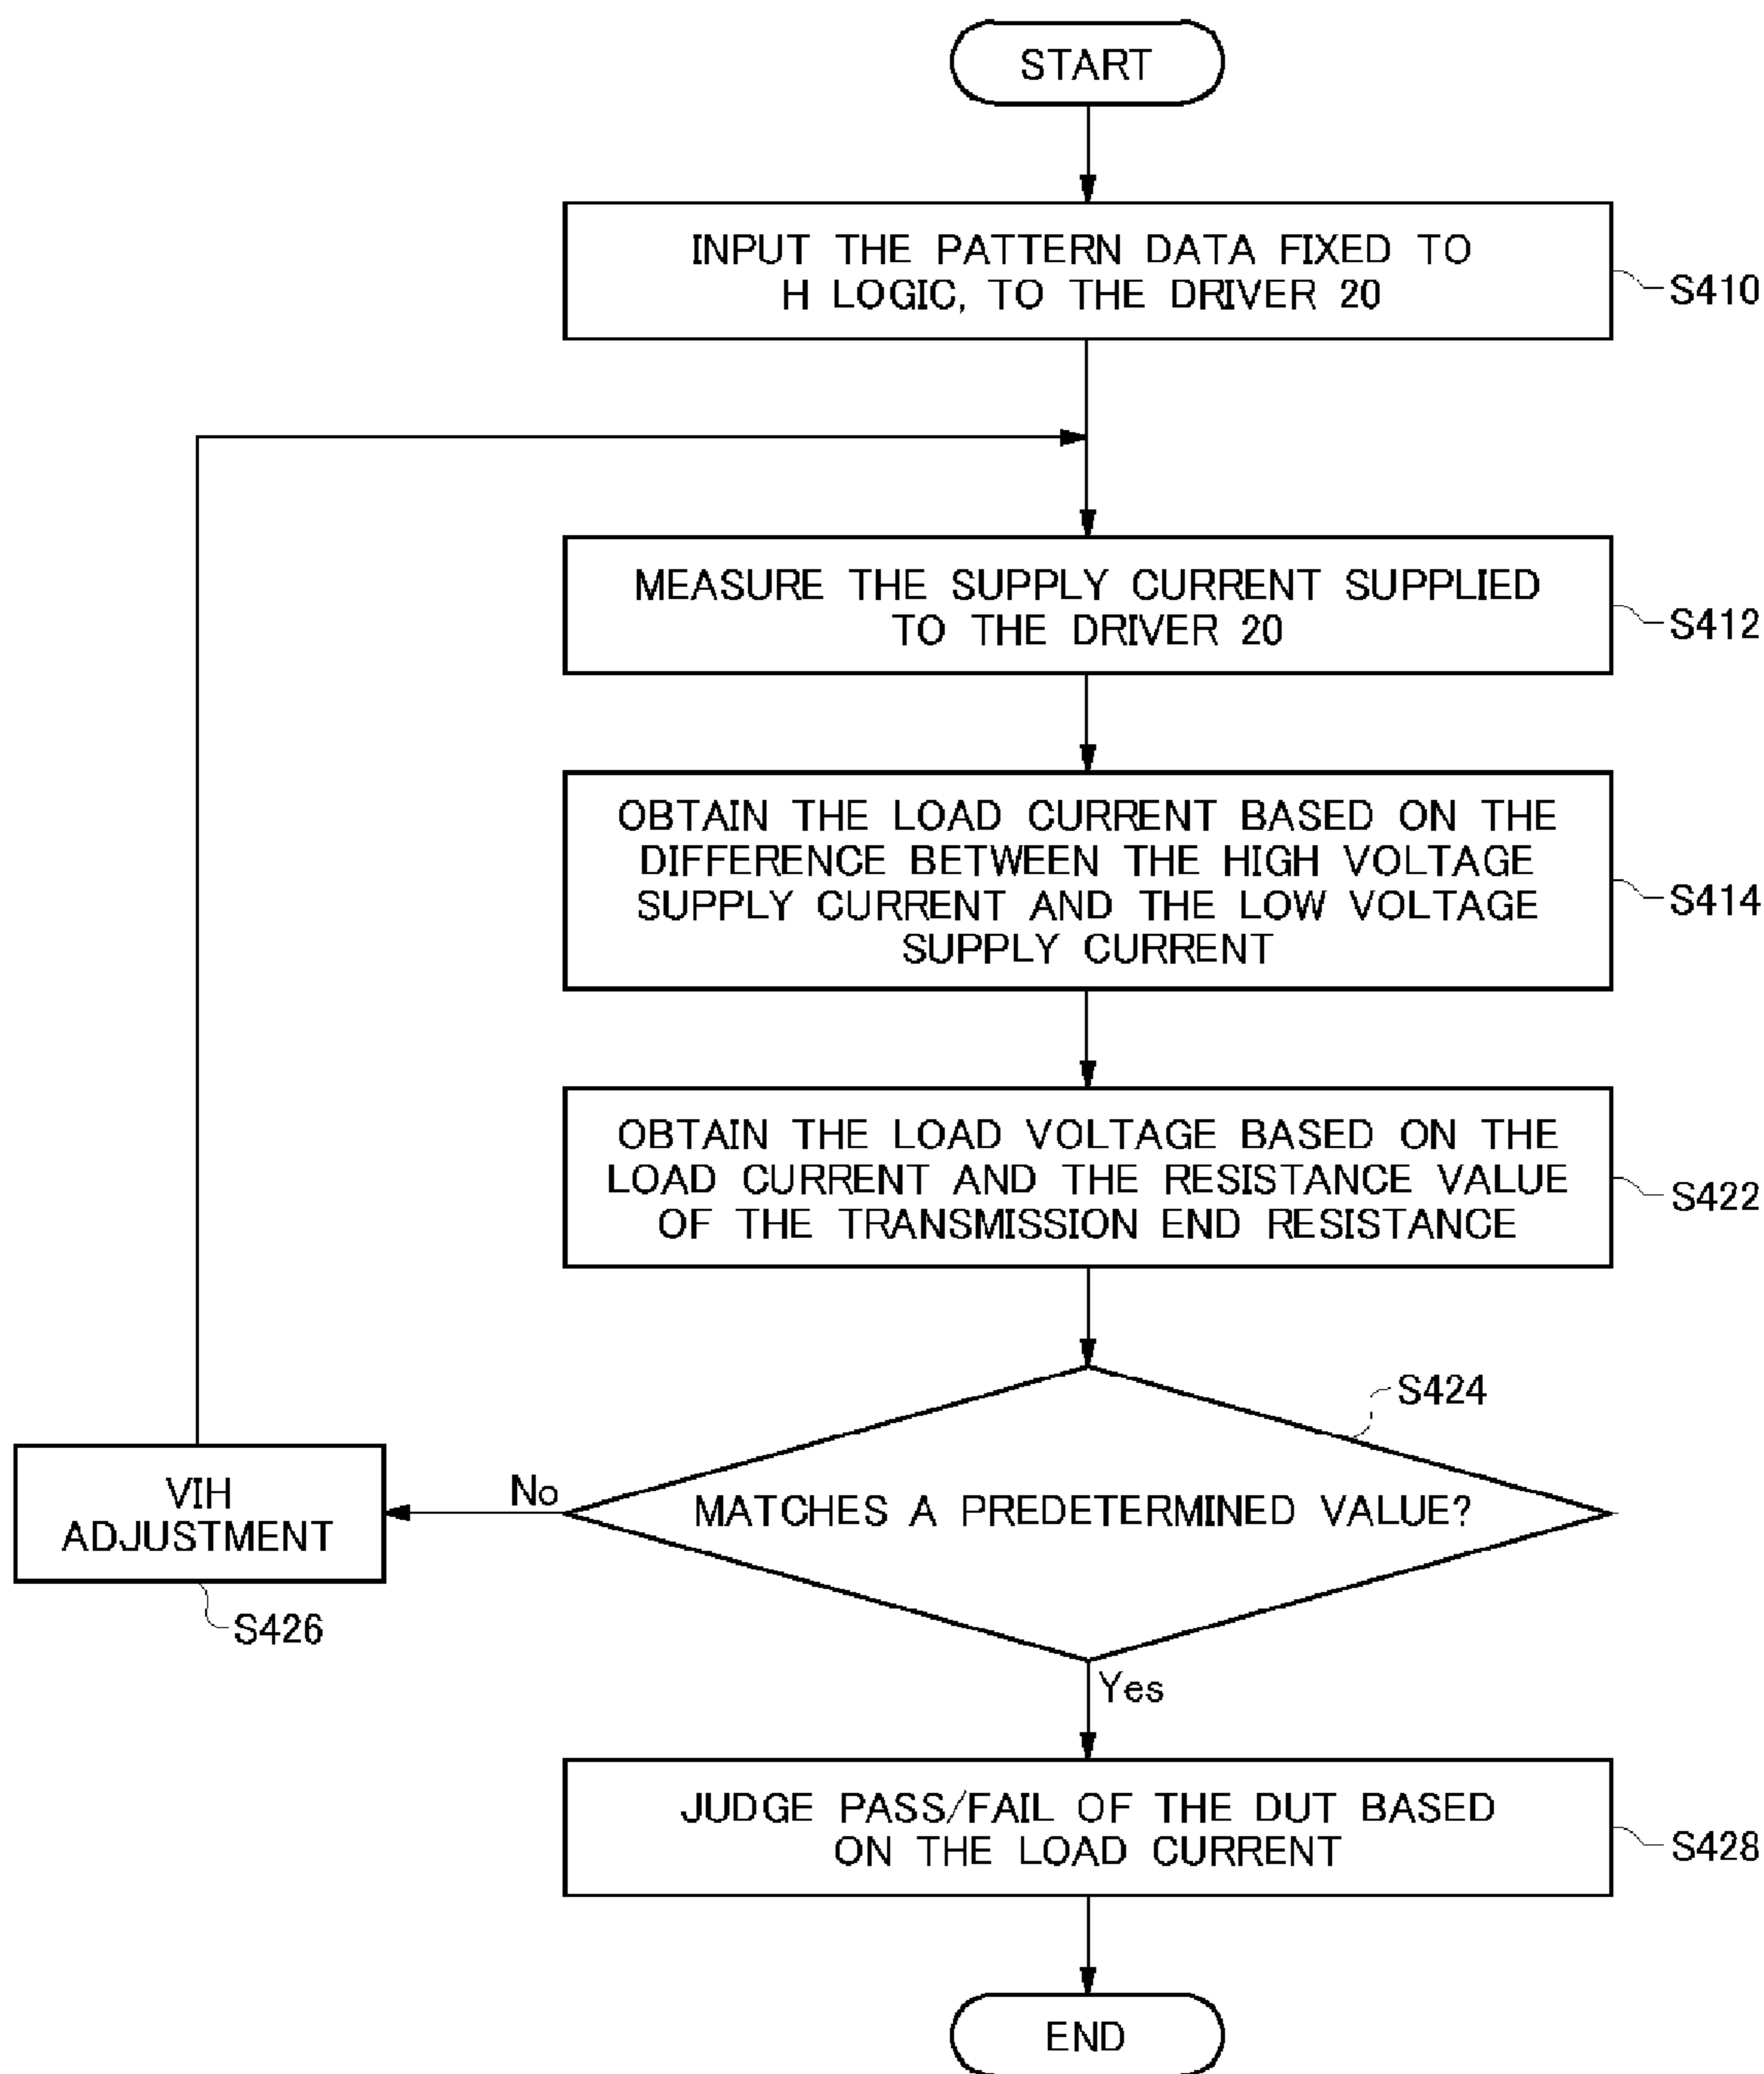 START
INPUT THE PATTERN DATA FIXED TO
H LOGIC, TO THE DRIVER 20
S410
MEASURE THE SUPPLY CURRENT SUPPLIED
TO THE DRIVER 20
S412
OBTAIN THE LOAD CURRENT BASED ON THE
DIFFERENCE BETWEEN THE HIGH VOLTAGE
SUPPLY CURRENT AND THE LOW VOLTAGE
SUPPLY CURRENT
S414
OBTAIN THE LOAD VOLTAGE BASED ON THE
LOAD CURRENT AND THE RESISTANCE VALUE
OF THE TRANSMISSION END RESISTANCE
S422
S424
MATCHES A PREDETERMINED VALUE?
No
VIH
ADJUSTMENT
S426
Yes
JUDGE PASS/FAIL OF THE DUT BASED
ON THE LOAD CURRENT
S428
END